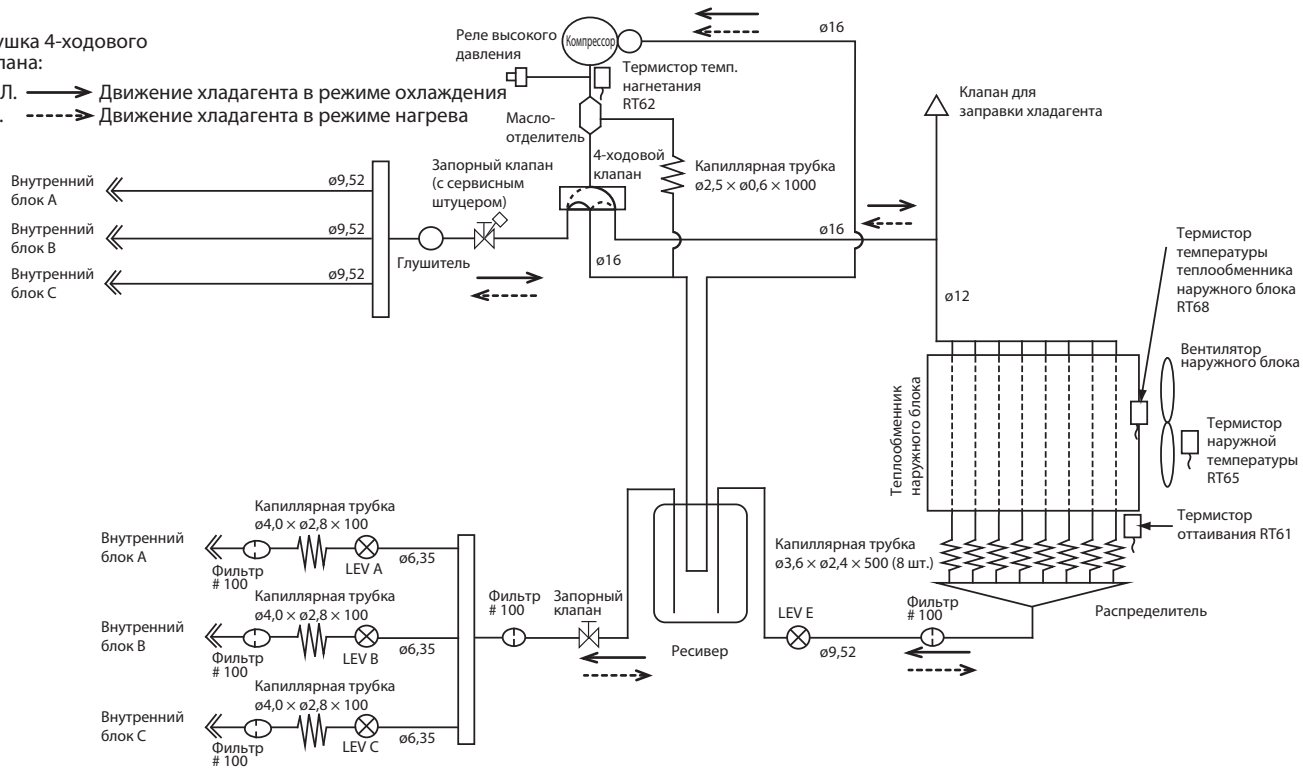 ушка 4-ходового
пана:
Л.
Движение хладагента в режиме охлаждения
.
Движение хладагента в режиме нагрева
Реле высокого
давления
Компрессор
Термистор темп.
нагнетания
RT62
ø16
Клапан для
заправки хладагента
Масло-
отделитель
4-ходовой
клапан
Капиллярная трубка
ø2,5 × ø0,6 × 1000
Запорный клапан
(с сервисным
штуцером)
Внутренний
блок A
ø9,52
Внутренний
блок B
ø9,52
Внутренний
блок C
ø9,52
Глушитель
ø16
ø16
ø12
Термистор
температуры
теплообменника
наружного блока
RT68
Вентилятор
наружного блока
Теплообменник
наружного блока
Термистор
наружной
температуры
RT65
Термистор
оттаивания RT61
Капиллярная трубка
ø3,6 × ø2,4 × 500 (8 шт.)
Распределитель
Фильтр
# 100
LEV E
ø9,52
Ресивер
Запорный
клапан
Фильтр
# 100
Капиллярная трубка
ø4,0 × ø2,8 × 100
Внутренний
блок A
Фильтр
# 100
LEV A
ø6,35
Капиллярная трубка
ø4,0 × ø2,8 × 100
Внутренний
блок B
Фильтр
# 100
LEV B
ø6,35
Капиллярная трубка
ø4,0 × ø2,8 × 100
Внутренний
блок C
Фильтр
# 100
LEV C
ø6,35